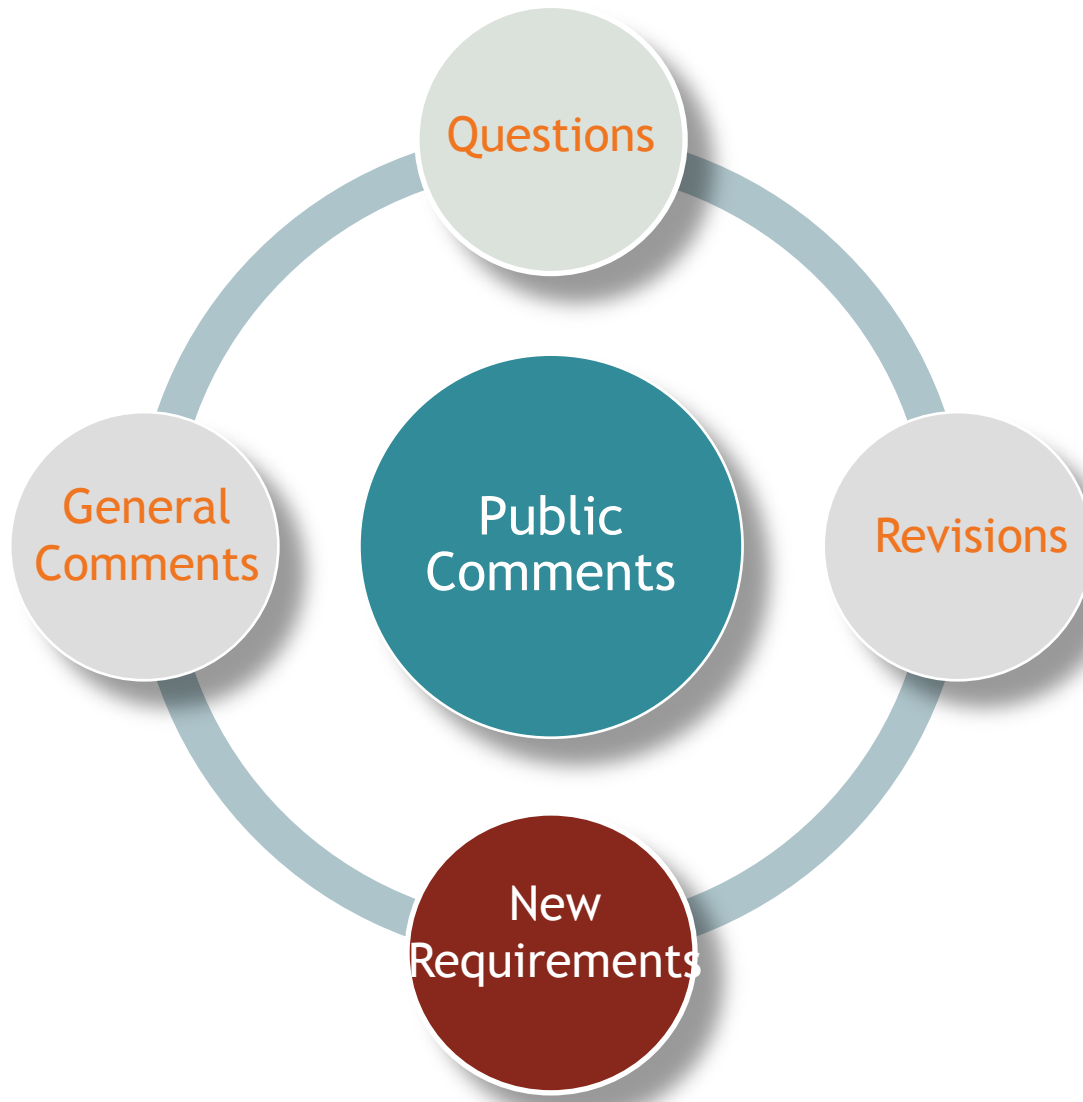 Questions
General
Comments
Public
Comments
Revisions
New
Requirements